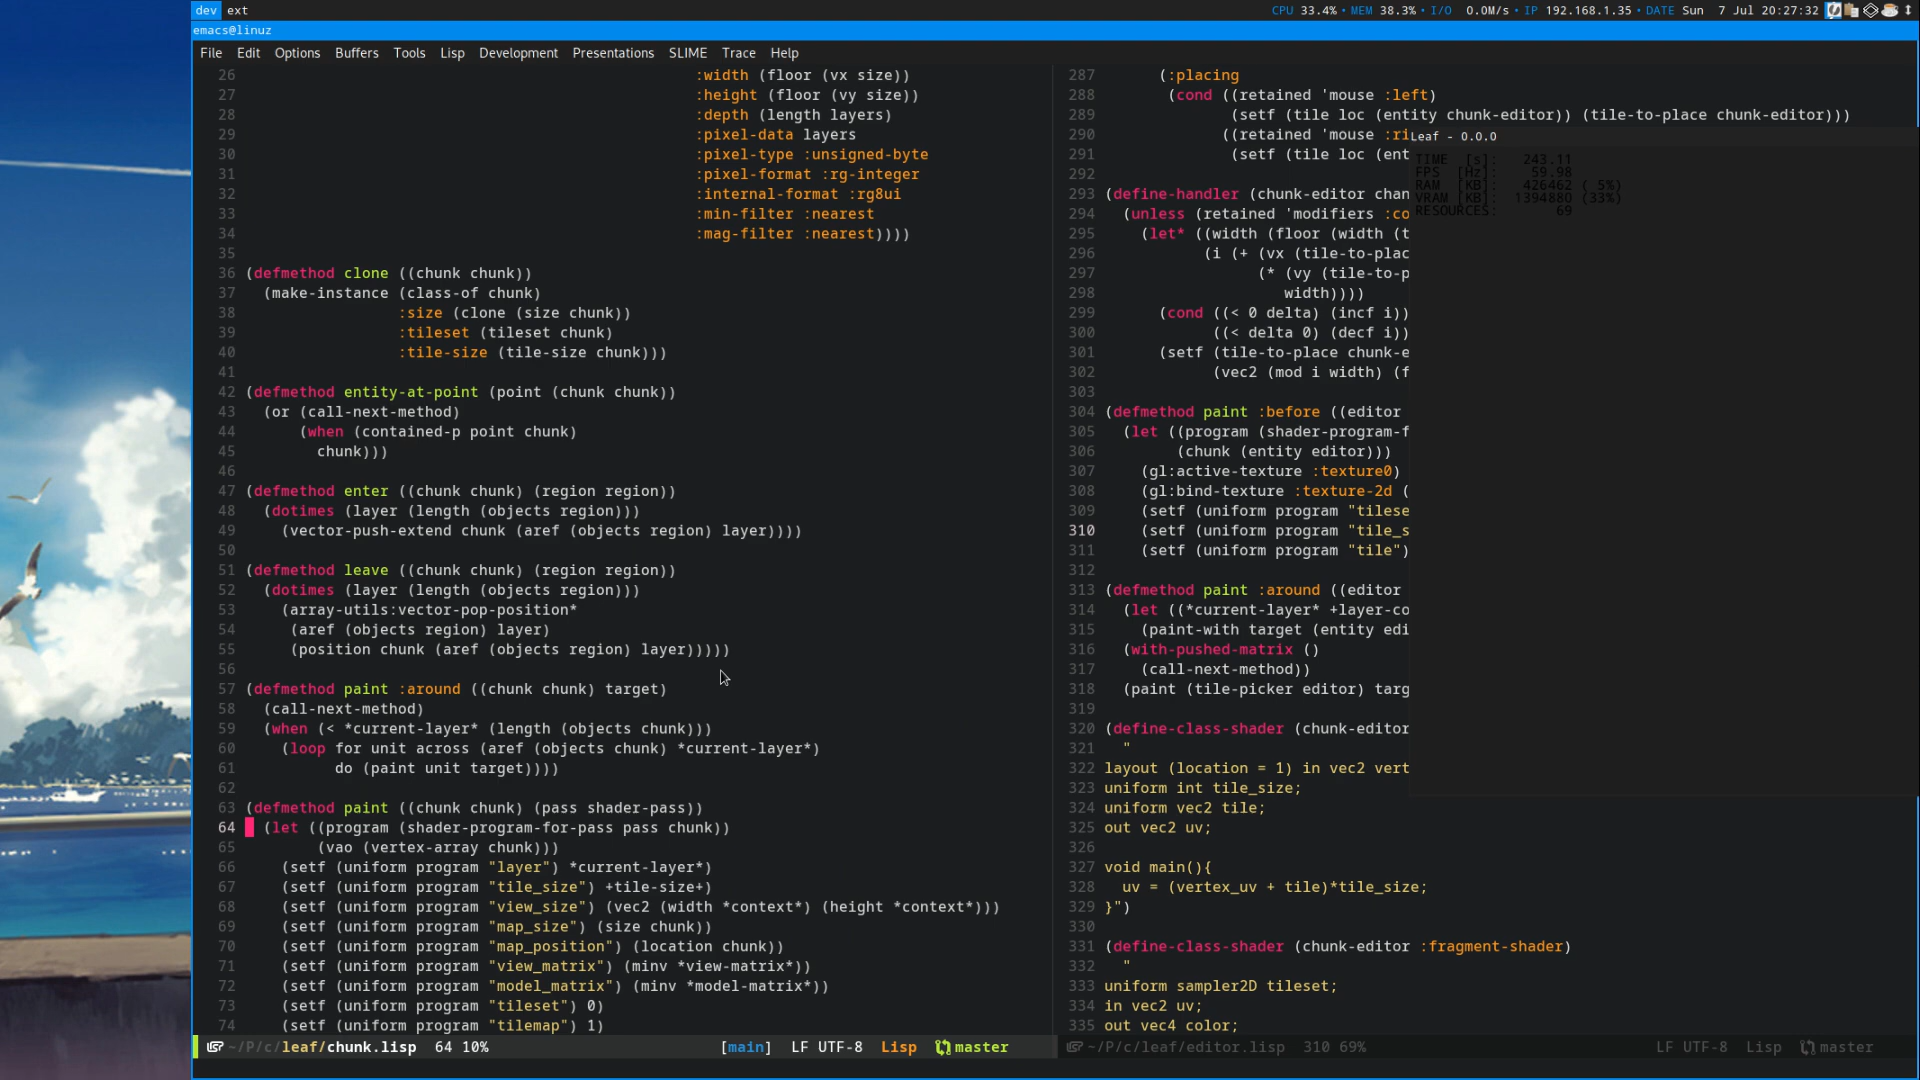 dev ext CPU 33.4% • MEM 38.3% • I/O 0.0M/s • IP 192.168.1.35 • DATE Sun 7 Jul 20:27:32
emacs@linuz
File Edit Options Buffers Tools Lisp Development Presentations SLIME Trace Help
26 :width (floor (vx size))
27 :height (floor (vy size))
28 :depth (length layers)
29 :pixel-data layers
30 :pixel-type :unsigned-byte
31 :pixel-format :rg-integer
32 :internal-format :rg8ui
33 :min-filter :nearest
34 :mag-filter :nearest))))
35
36 (defmethod clone ((chunk chunk))
37 (make-instance (class-of chunk)
38 :size (clone (size chunk))
39 :tileset (tileset chunk)
40 :tile-size (tile-size chunk)))
41
42 (defmethod entity-at-point (point (chunk chunk))
43 (or (call-next-method)
44 (when (contained-p point chunk)
45 chunk)))
46
47 (defmethod enter ((chunk chunk) (region region))
48 (dotimes (layer (length (objects region)))
49 (vector-push-extend chunk (aref (objects region) layer))))
50
51 (defmethod leave ((chunk chunk) (region region))
52 (dotimes (layer (length (objects region)))
53 (array-utils:vector-pop-position*
54 (aref (objects region) layer)
55 (position chunk (aref (objects region) layer)))))
56
57 (defmethod paint :around ((chunk chunk) target)
58 (call-next-method)
59 (when (< *current-layer* (length (objects chunk)))
60 (loop for unit across (aref (objects chunk) *current-layer*)
61 do (paint unit target))))
62
63 (defmethod paint ((chunk chunk) (pass shader-pass))
64 (let ((program (shader-program-for-pass pass chunk))
65 (vao (vertex-array chunk)))
66 (setf (uniform program "layer") *current-layer*)
67 (setf (uniform program "tile_size") +tile-size+)
68 (setf (uniform program "view_size") (vec2 (width *context*) (height *context*)))
69 (setf (uniform program "map_size") (size chunk))
70 (setf (uniform program "map_position") (location chunk))
71 (setf (uniform program "view_matrix") (minv *view-matrix*))
72 (setf (uniform program "model_matrix") (minv *model-matrix*))
73 (setf (uniform program "tileset") 0)
74 (setf (uniform program "tilemap") 1)
~/P/c/leaf/chunk.lisp 64 10% [main] LF UTF-8 Lisp master
287 (:placing
288 (cond ((retained 'mouse :left)
289 (setf (tile loc (entity chunk-editor)) (tile-to-place chunk-editor)))
290 ((retained 'mouse :ri
291 (setf (tile loc (ent
292
293 (define-handler (chunk-editor chan
294 (unless (retained 'modifiers :co
295 (let* ((width (floor (width (t
296 (i (+ (vx (tile-to-plac
297 (* (vy (tile-to-p
298 width))))
299 (cond ((< 0 delta) (incf i))
300 ((< delta 0) (decf i))
301 (setf (tile-to-place chunk-e
302 (vec2 (mod i width) (f
303
304 (defmethod paint :before ((editor
305 (let ((program (shader-program-f
306 (chunk (entity editor)))
307 (gl:active-texture :texture0)
308 (gl:bind-texture :texture-2d (
309 (setf (uniform program "tilese
310 (setf (uniform program "tile_s
311 (setf (uniform program "tile")
312
313 (defmethod paint :around ((editor
314 (let ((*current-layer* +layer-co
315 (paint-with target (entity edi
316 (with-pushed-matrix ()
317 (call-next-method))
318 (paint (tile-picker editor) targ
319
320 (define-class-shader (chunk-editor
321 "
322 layout (location = 1) in vec2 vert
323 uniform int tile_size;
324 uniform vec2 tile;
325 out vec2 uv;
326
327 void main(){
328 uv = (vertex_uv + tile)*tile_size;
329 }")
330
331 (define-class-shader (chunk-editor :fragment-shader)
332 "
333 uniform sampler2D tileset;
334 in vec2 uv;
335 out vec4 color;
~/P/c/leaf/editor.lisp 310 69% LF UTF-8 Lisp master
Leaf - 0.0.0
TIME [s]: 243.11
FPS [Hz]: 59.98
RAM [KB]: 426462 ( 5%)
VRAM [KB]: 1394880 (33%)
RESOURCES: 69